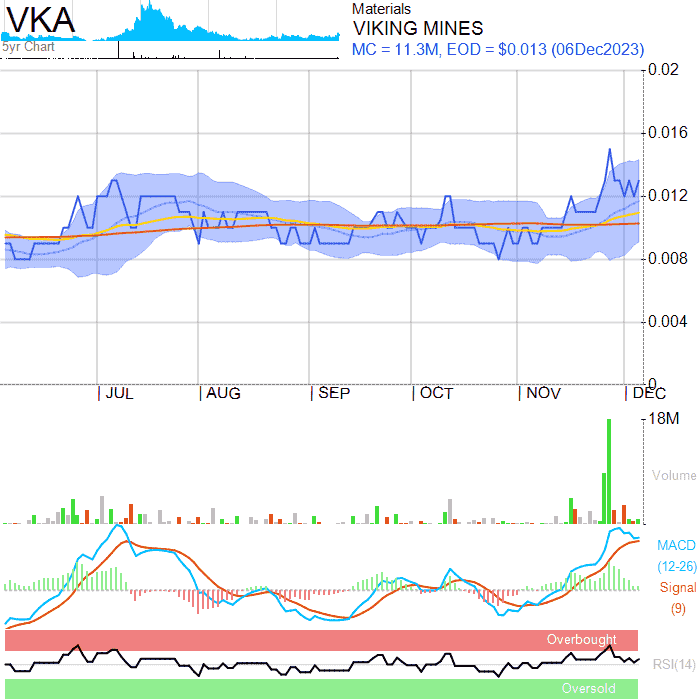 VKA
Materials
VIKING MINES
MC = 11.3M, EOD = $0.013 (06Dec2023)
5yr Chart
0.02
0.016
0.012
0.008
0.004
0
JUL AUG SEP OCT NOV DEC
18M
Volume
MACD
(12-26)
Signal
(9)
Overbought
RSI(14)
Oversold